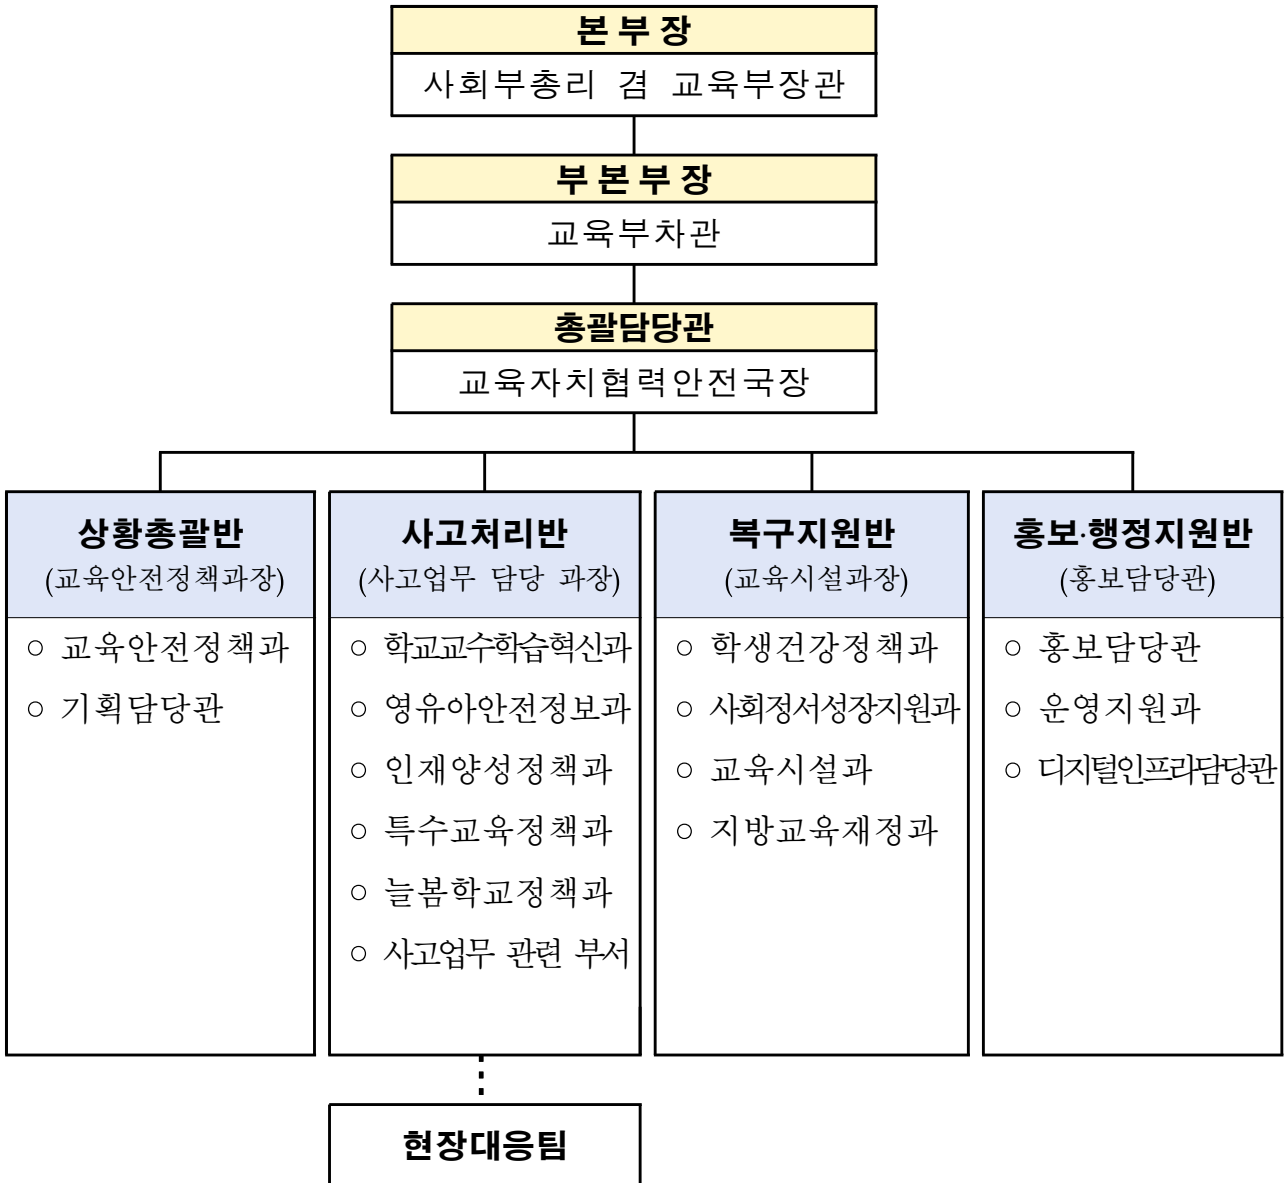 본 부 장
사회부총리 겸 교육부장관
부 본 부 장
교육부차관
총괄담당관
교육자치협력안전국장
상황총괄반
(교육안전정책과장)
○ 교육안전정책과
○ 기획담당관
사고처리반
(사고업무 담당 과장)
○ 학교교수학습혁신과
○ 영유아안전정보과
○ 인재양성정책과
○ 특수교육정책과
○ 늘봄학교정책과
○ 사고업무 관련 부서
복구지원반
(교육시설과장)
○ 학생건강정책과
○ 사회정서성장지원과
○ 교육시설과
○ 지방교육재정과
홍보·행정지원반
(홍보담당관)
○ 홍보담당관
○ 운영지원과
○ 디지털인프라담당관
현장대응팀